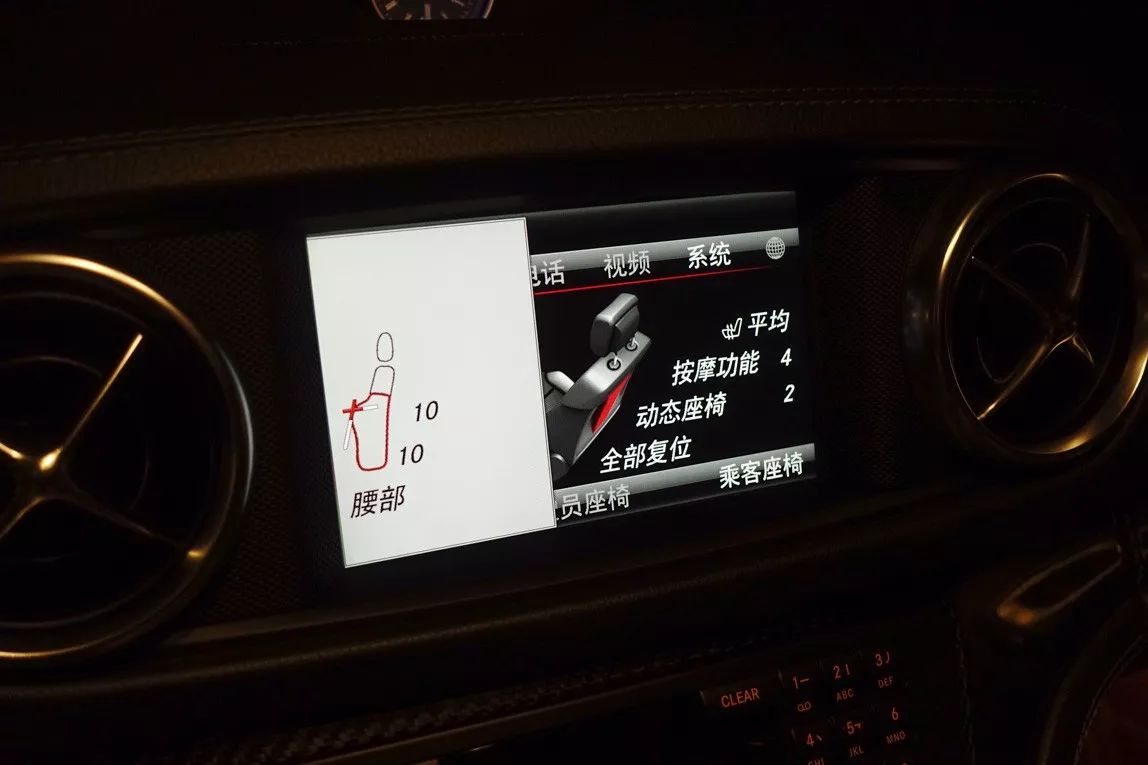 话 视频 系统
平均
按摩功能 4
动态座椅 2
全部复位
员座椅 乘客座椅
10
10
腰部
CLEAR 1 2 3
ABC DEF
4 5 6
GHI JKL MNO